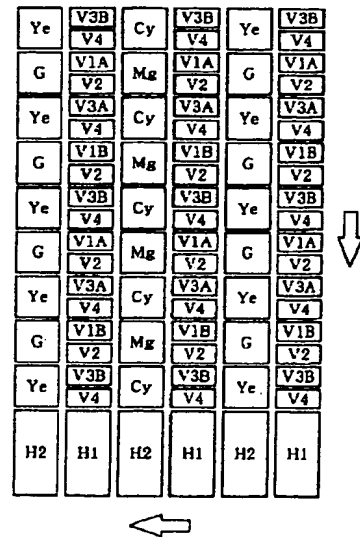 Ye V3B Cy V3B Ye V3B
V4 V4 V4
G V1A Mg V1A G V1A
V2 V2 V2
Ye V3A Cy V3A Ye V3A
V4 V4 V4
G V1B Mg V1B G V1B
V2 V2 V2
Ye V3B Cy V3B Ye V3B
V4 V4 V4
G V1A Mg V1A G V1A
V2 V2 V2
Ye V3A Cy V3A Ye V3A
V4 V4 V4
G V1B Mg V1B G V1B
V2 V2 V2
Ye V3B Cy V3B Ye V3B
V4 V4 V4
H2 H1 H2 H1 H2 H1